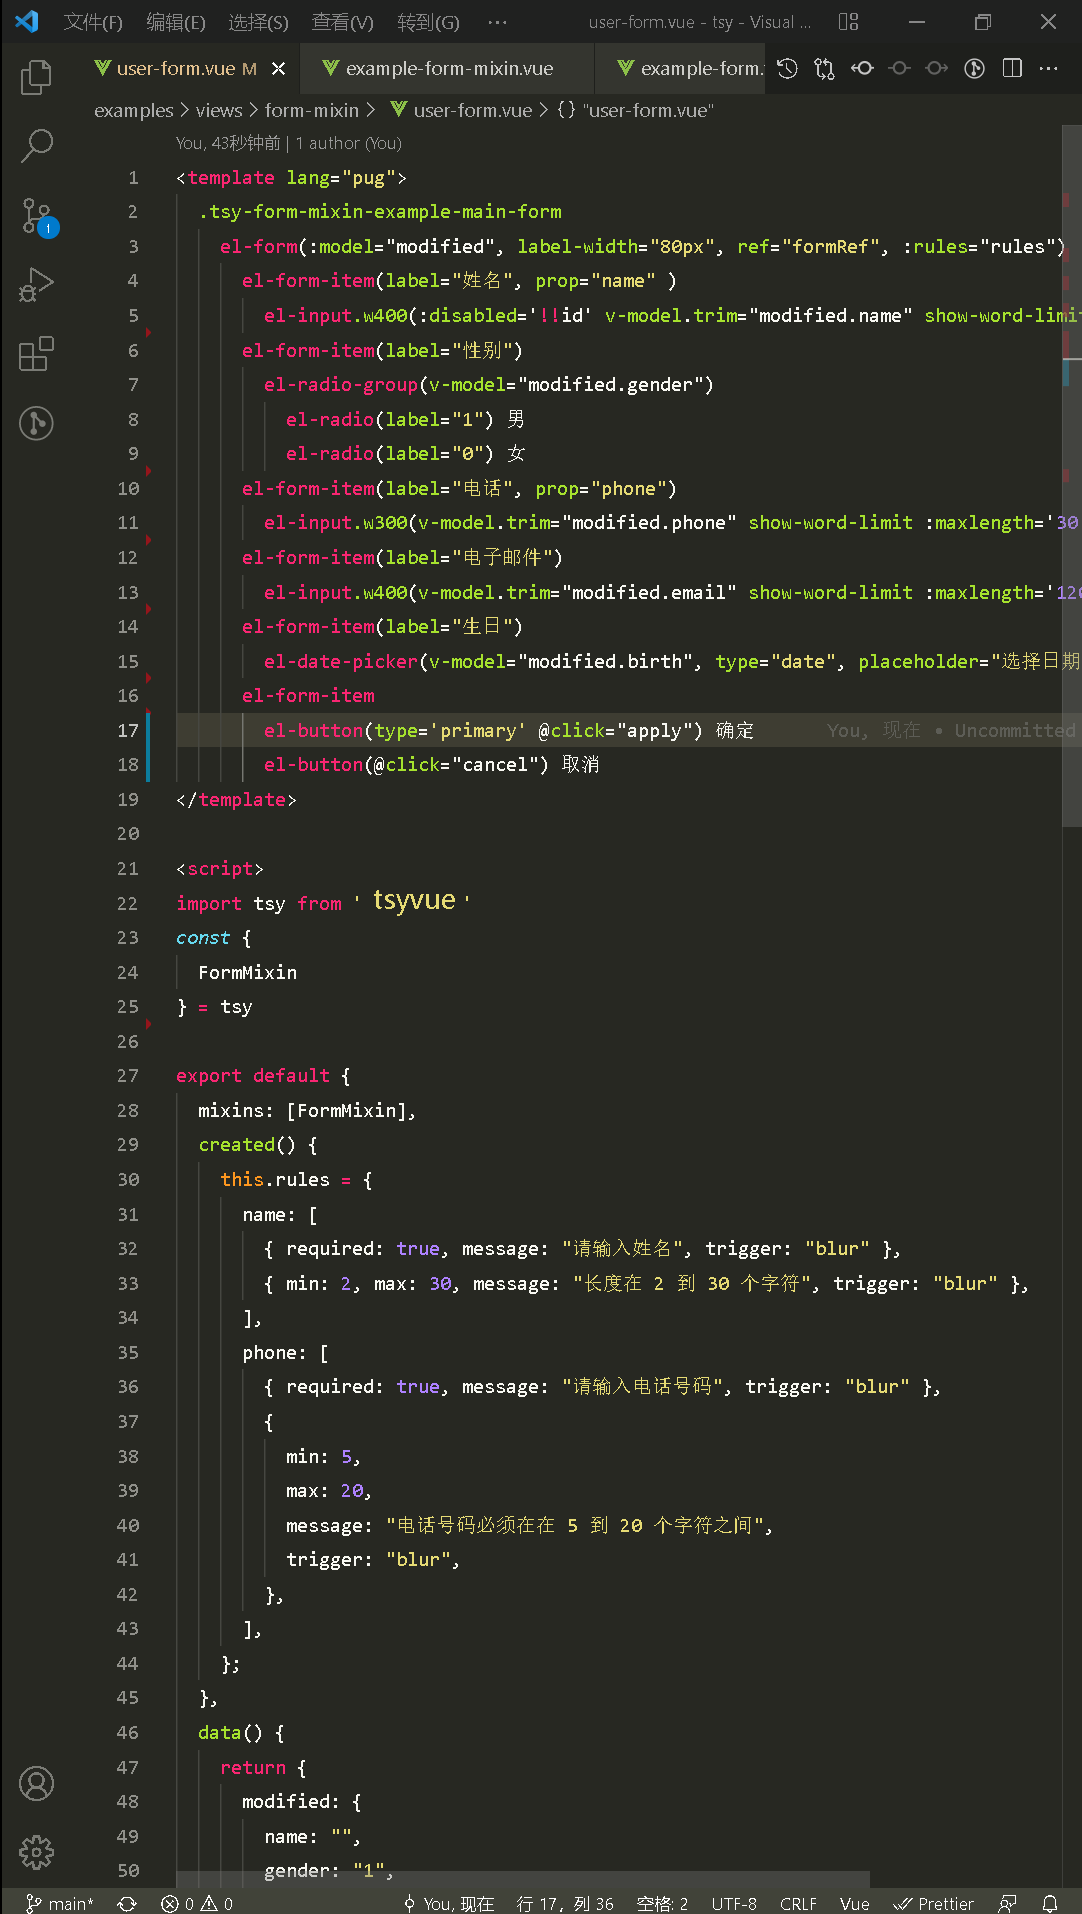 文件(F) 编辑(E) 选择(S) 查看(V) 转到(G) ··· user-form.vue - tsy - Visual ...
user-form.vue M example-form-mixin.vue example-form.
examples > views > form-mixin > user-form.vue > {} "user-form.vue"
You, 43秒钟前 | 1 author (You)
1 <template lang="pug">
2 .tsy-form-mixin-example-main-form
3 el-form(:model="modified", label-width="80px", ref="formRef", :rules="rules")
4 el-form-item(label="姓名", prop="name" )
5 el-input.w400(:disabled='!!id' v-model.trim="modified.name" show-word-limit
6 el-form-item(label="性别")
7 el-radio-group(v-model="modified.gender")
8 el-radio(label="1") 男
9 el-radio(label="0") 女
10 el-form-item(label="电话", prop="phone")
11 el-input.w300(v-model.trim="modified.phone" show-word-limit :maxlength='30
12 el-form-item(label="电子邮件")
13 el-input.w400(v-model.trim="modified.email" show-word-limit :maxlength='120
14 el-form-item(label="生日")
15 el-date-picker(v-model="modified.birth", type="date", placeholder="选择日期
16 el-form-item
17 el-button(type='primary' @click="apply") 确定 You, 现在 • Uncommitted
18 el-button(@click="cancel") 取消
19 </template>
20
21 <script>
22 import tsy from ' tsyvue '
23 const {
24 FormMixin
25 } = tsy
26
27 export default {
28 mixins: [FormMixin],
29 created() {
30 this.rules = {
31 name: [
32 { required: true, message: "请输入姓名", trigger: "blur" },
33 { min: 2, max: 30, message: "长度在 2 到 30 个字符", trigger: "blur" },
34 ],
35 phone: [
36 { required: true, message: "请输入电话号码", trigger: "blur" },
37 {
38 min: 5,
39 max: 20,
40 message: "电话号码必须在在 5 到 20 个字符之间",
41 trigger: "blur",
42 },
43 ],
44 };
45 },
46 data() {
47 return {
48 modified: {
49 name: "",
50 gender: "1",
1
main* 0 0 You, 现在 行 17, 列 36 空格: 2 UTF-8 CRLF Vue Prettier